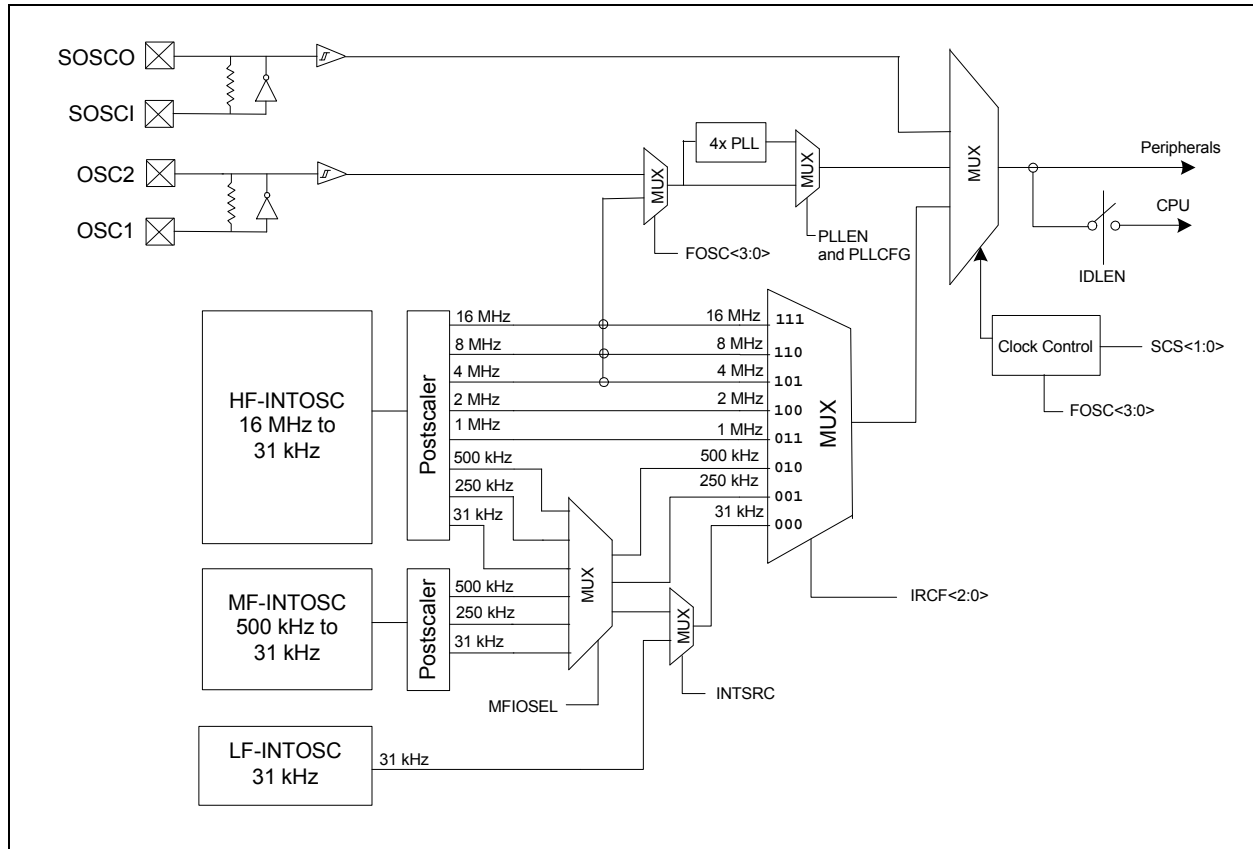 SOSCO
SOSCI
OSC2
OSC1
4x PLL
MUX
MUX
MUX
Peripherals
CPU
IDLEN
FOSC<3:0>
PLLEN
and PLLCFG
Clock Control
SCS<1:0>
FOSC<3:0>
HF-INTOSC
16 MHz to
31 kHz
Postscaler
16 MHz
8 MHz
4 MHz
2 MHz
1 MHz
500 kHz
250 kHz
31 kHz
16 MHz
8 MHz
4 MHz
2 MHz
1 MHz
500 kHz
250 kHz
31 kHz
111
110
101
100
011
010
001
000
MUX
IRCF<2:0>
MF-INTOSC
500 kHz to
31 kHz
Postscaler
500 kHz
250 kHz
31 kHz
MUX
MFIOSEL
MUX
INTSRC
LF-INTOSC
31 kHz
31 kHz